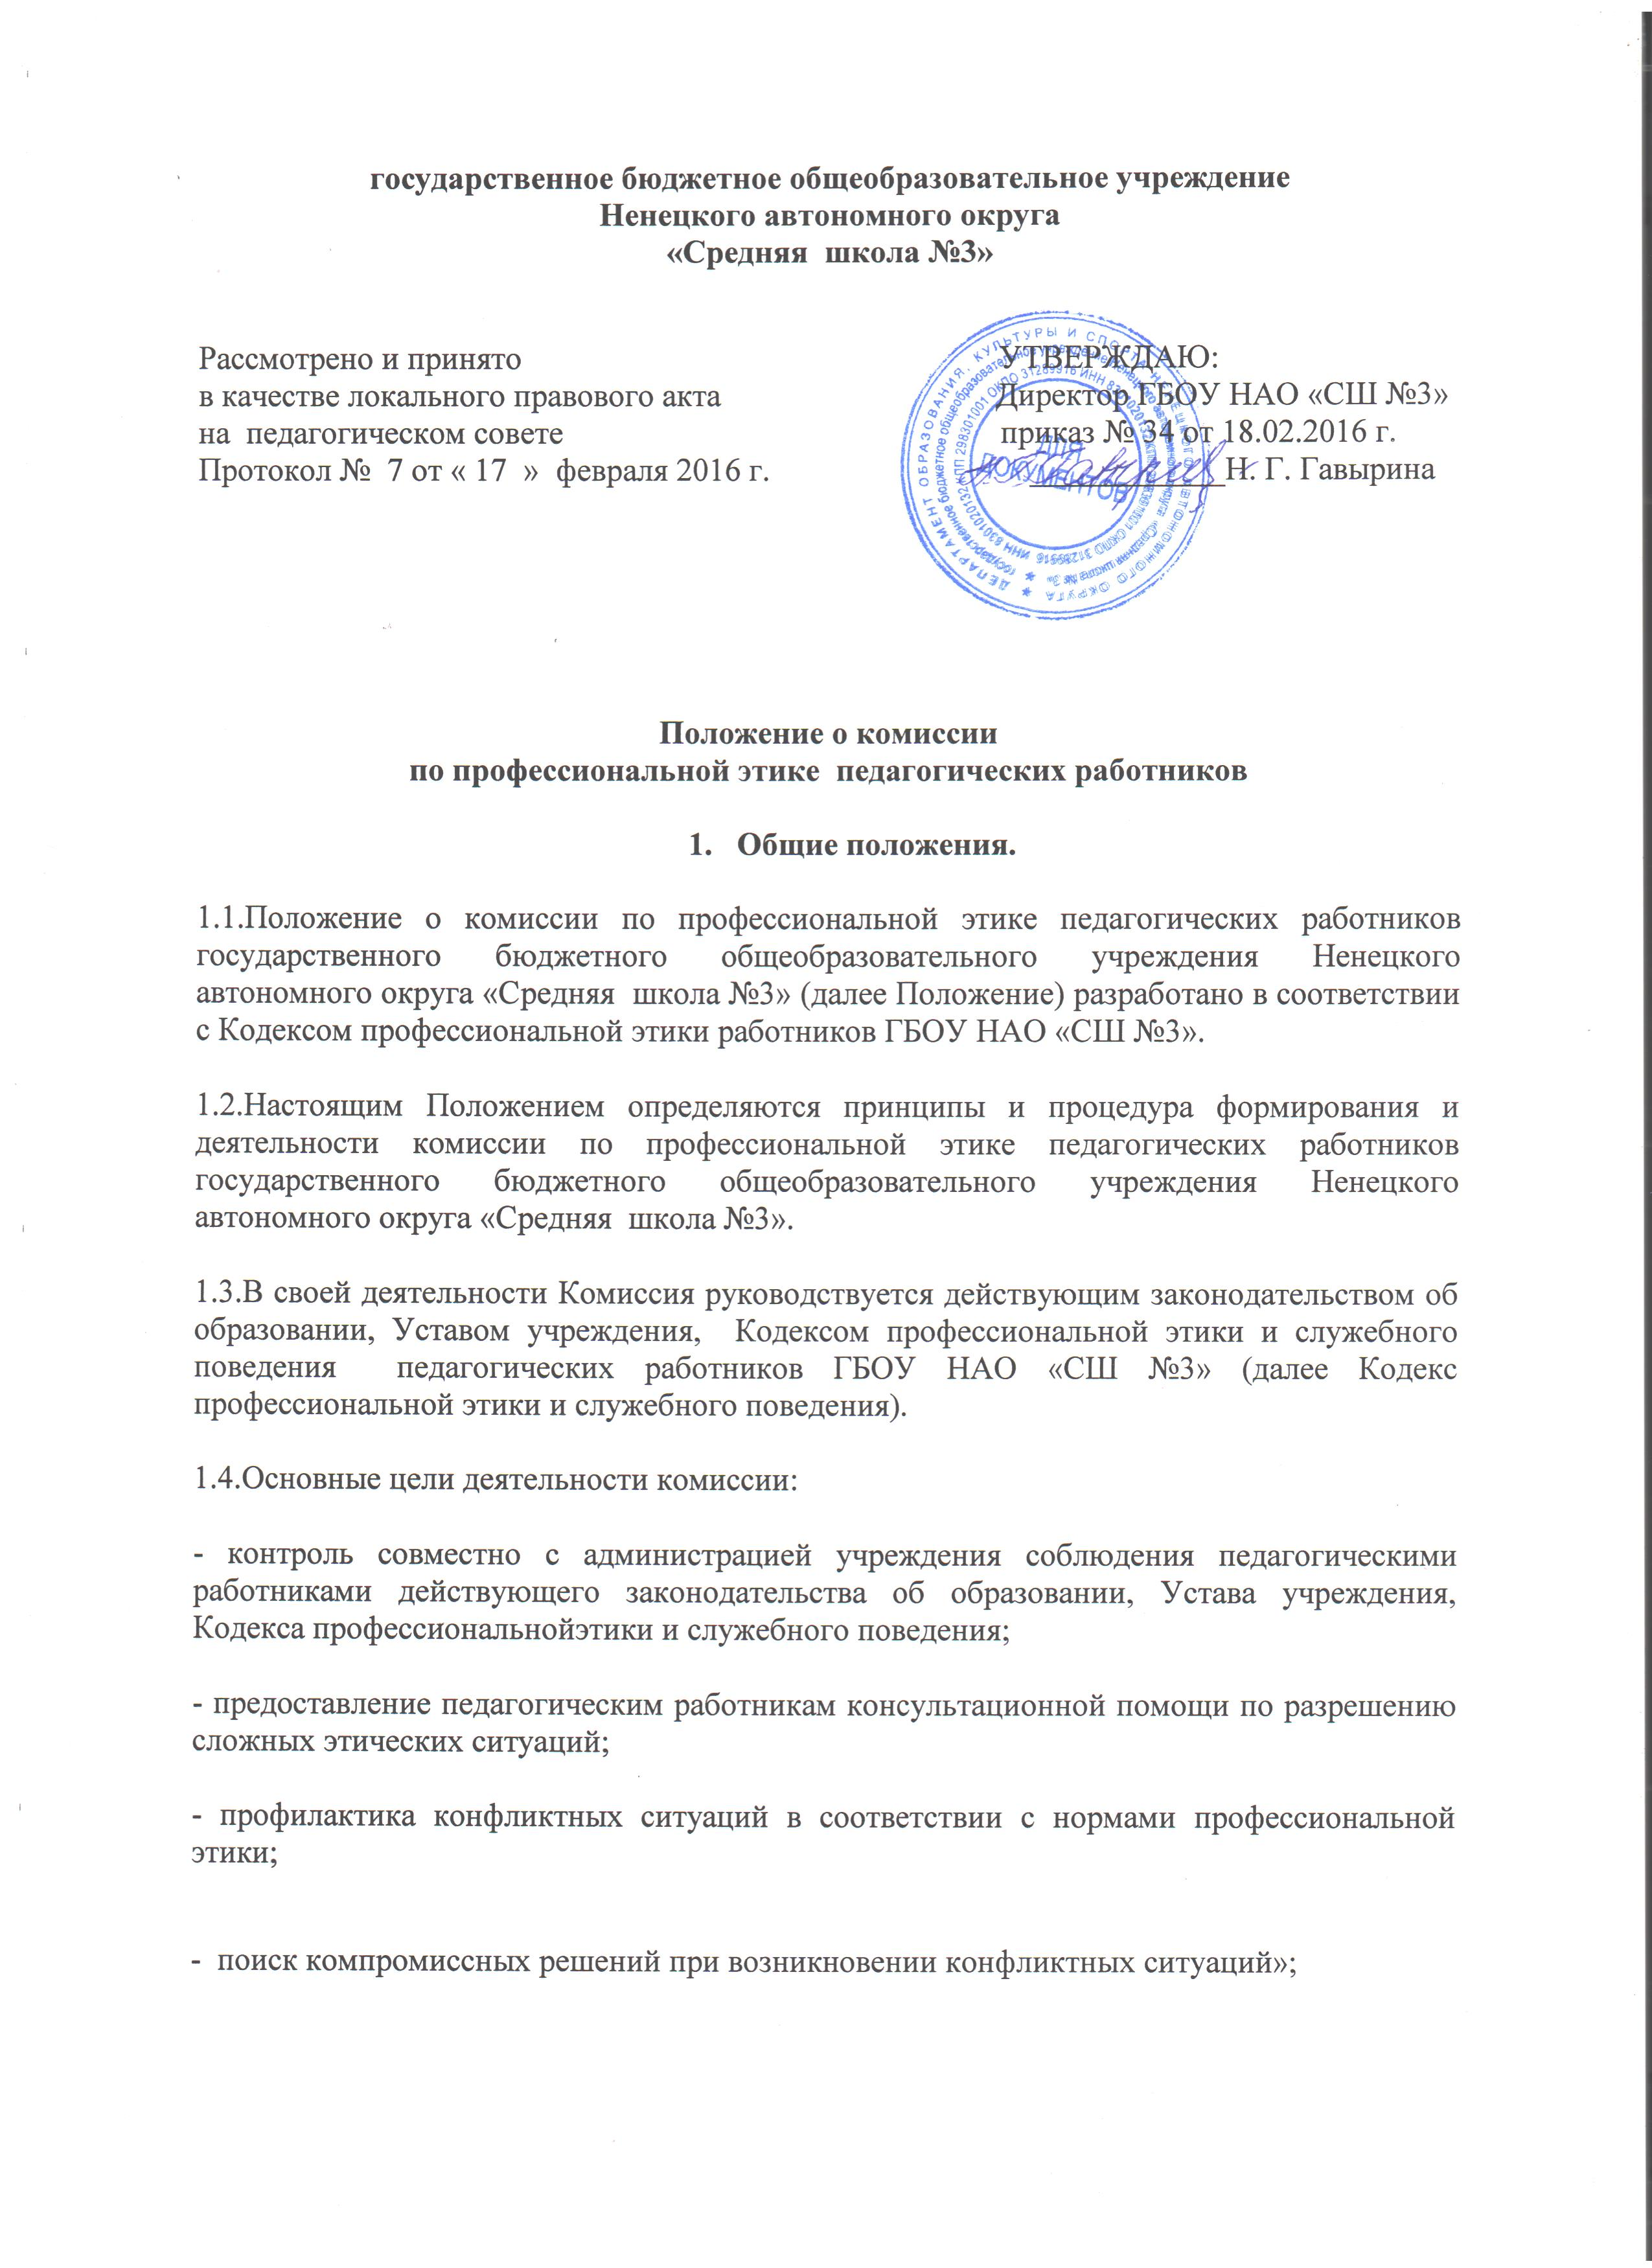 государственное бюджетное общеобразовательное учреждение
Ненецкого автономного округа
«Средняя школа №3»
Рассмотрено и принято
в качестве локального правового акта
на педагогическом совете
Протокол № 7 от « 17 » февраля 2016 г.
УТВЕРЖДАЮ:
Директор ГБОУ НАО «СШ №3»
приказ № 34 от 18.02.2016 г.
Н. Г. Гавырина
ДЕПАРТАМЕНТ ОБРАЗОВАНИЯ, КУЛЬТУРЫ И СПОРТА НЕНЕЦКОГО АВТОНОМНОГО ОКРУГА
ДЛЯ
ДОКУМЕНТОВ
Положение о комиссии
по профессиональной этике педагогических работников
1. Общие положения.
1.1.Положение о комиссии по профессиональной этике педагогических работников
государственного бюджетного общеобразовательного учреждения Ненецкого
автономного округа «Средняя школа №3» (далее Положение) разработано в соответствии
с Кодексом профессиональной этики работников ГБОУ НАО «СШ №3».
1.2.Настоящим Положением определяются принципы и процедура формирования и
деятельности комиссии по профессиональной этике педагогических работников
государственного бюджетного общеобразовательного учреждения Ненецкого
автономного округа «Средняя школа №3».
1.3.В своей деятельности Комиссия руководствуется действующим законодательством об
образовании, Уставом учреждения, Кодексом профессиональной этики и служебного
поведения педагогических работников ГБОУ НАО «СШ №3» (далее Кодекс
профессиональной этики и служебного поведения).
1.4.Основные цели деятельности комиссии:
- контроль совместно с администрацией учреждения соблюдения педагогическими
работниками действующего законодательства об образовании, Устава учреждения,
Кодекса профессиональнойэтики и служебного поведения;
- предоставление педагогическим работникам консультационной помощи по разрешению
сложных этических ситуаций;
- профилактика конфликтных ситуаций в соответствии с нормами профессиональной
этики;
- поиск компромиссных решений при возникновении конфликтных ситуаций»;